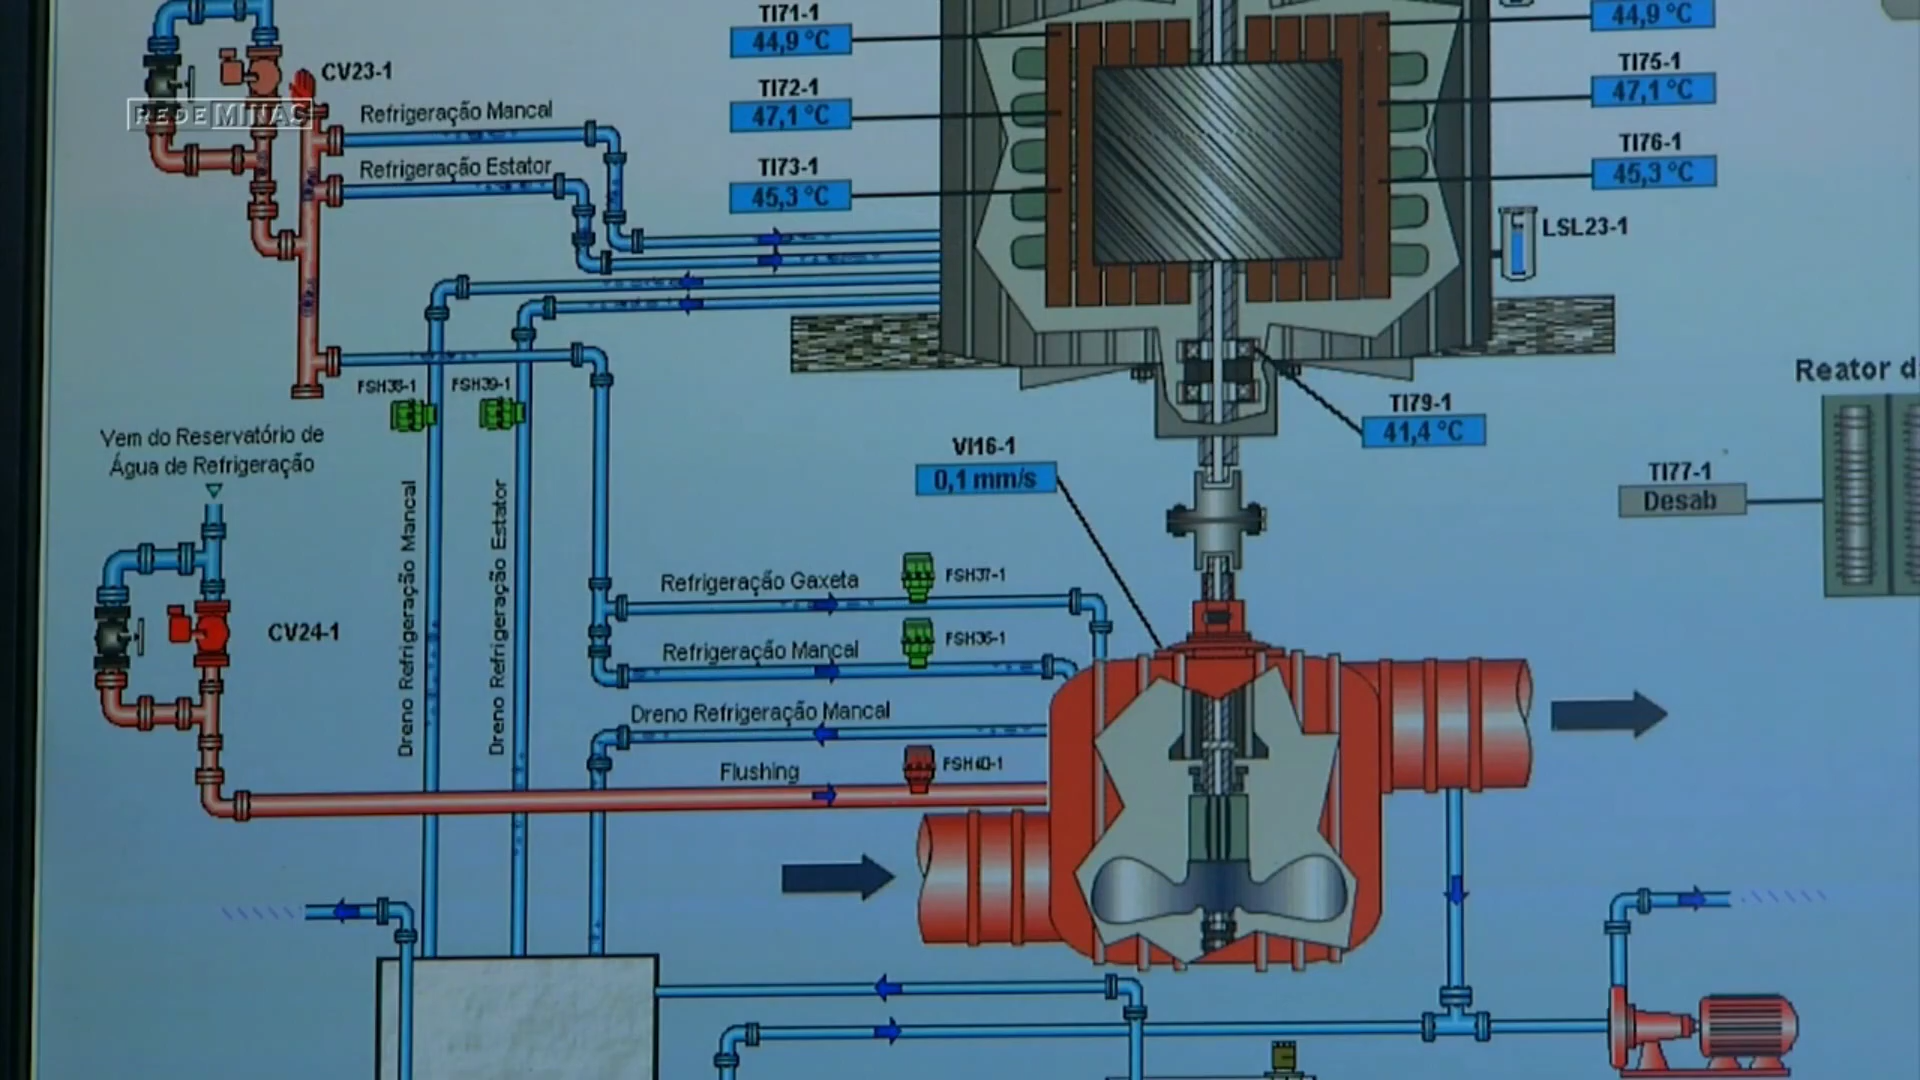 TI71-1
44,9 °C
44,9 °C
CV23-1
REDE MINAS
TI72-1
47,1 °C
TI75-1
47,1 °C
Refrigeração Mancal
Refrigeração Estator
TI73-1
45,3 °C
TI76-1
45,3 °C
LSL23-1
FSH38-1
FSH39-1
Reator d
TI79-1
41,4 °C
Vem do Reservatório de
Água de Refrigeração
VI16-1
0,1 mm/s
TI77-1
Desab
Dreno Refrigeração Mancal
Dreno Refrigeração Estator
CV24-1
Refrigeração Gaxeta
FSH37-1
Refrigeração Mancal
FSH36-1
Dreno Refrigeração Mancal
Flushing
FSH40-1